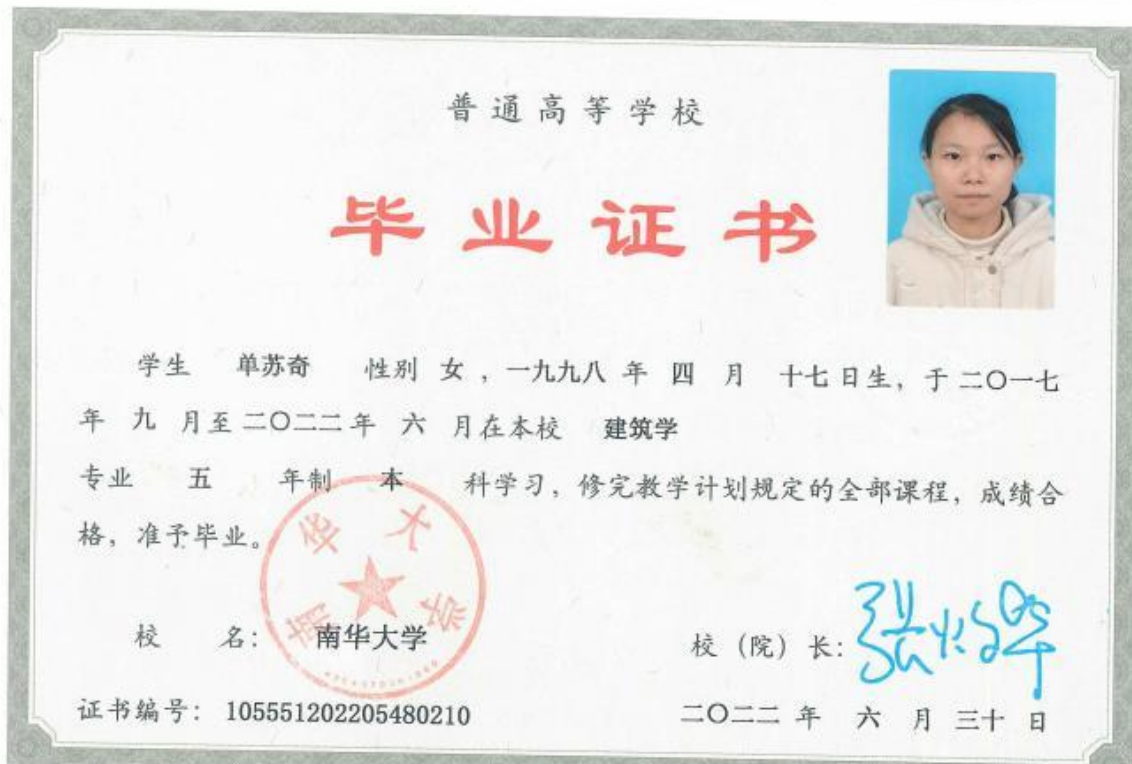 普通高等学校
毕业证书
学生 单苏奇 性别 女，一九九八 年 四 月 十七日生，于二〇一七
年 九 月至二〇二二年 六 月在本校 建筑学
专业 五 年制 本 科学习，修完教学计划规定的全部课程，成绩合
格，准予毕业。
南华大学
校 名： 南华大学
校（院）长：
证书编号：105551202205480210
二〇二二 年 六 月 三十 日